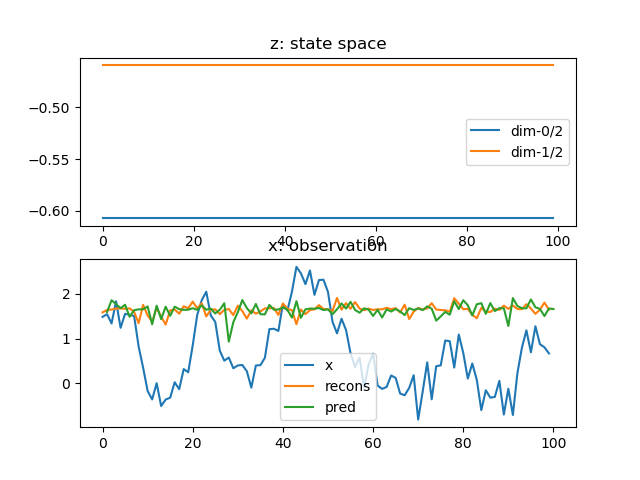 z: state space
−0.50
−0.55
−0.60
dim-0/2
dim-1/2
0 20 40 60 80 100
x: observation
2
1
0
x
recons
pred
0 20 40 60 80 100